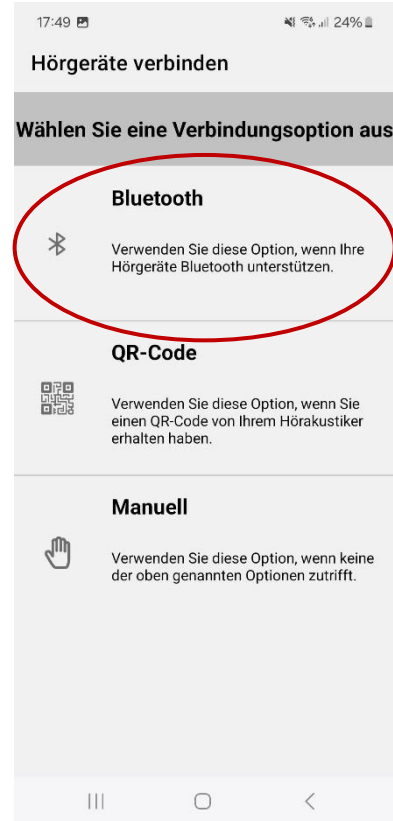 17:49 24%
Hörgeräte verbinden
Wählen Sie eine Verbindungsoption aus
Bluetooth
Verwenden Sie diese Option, wenn Ihre
Hörgeräte Bluetooth unterstützen.
QR-Code
Verwenden Sie diese Option, wenn Sie
einen QR-Code von Ihrem Hörakustiker
erhalten haben.
Manuell
Verwenden Sie diese Option, wenn keine
der oben genannten Optionen zutrifft.